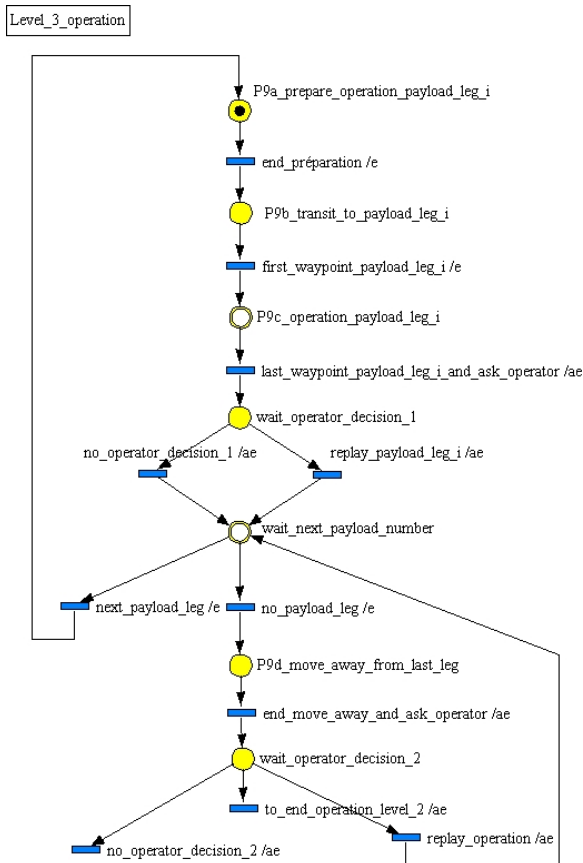 Level_3_operation
P9a_prepare_operation_payload_leg_i
end_préparation /e
P9b_transit_to_payload_leg_i
first_waypoint_payload_leg_i /e
P9c_operation_payload_leg_i
last_waypoint_payload_leg_i_and_ask_operator /ae
wait_operator_decision_1
no_operator_decision_1 /ae
replay_payload_leg_i /ae
wait_next_payload_number
next_payload_leg /e
no_payload_leg /e
P9d_move_away_from_last_leg
end_move_away_and_ask_operator /ae
wait_operator_decision_2
to_end_operation_level_2 /ae
replay_operation /ae
no_operator_decision_2 /ae